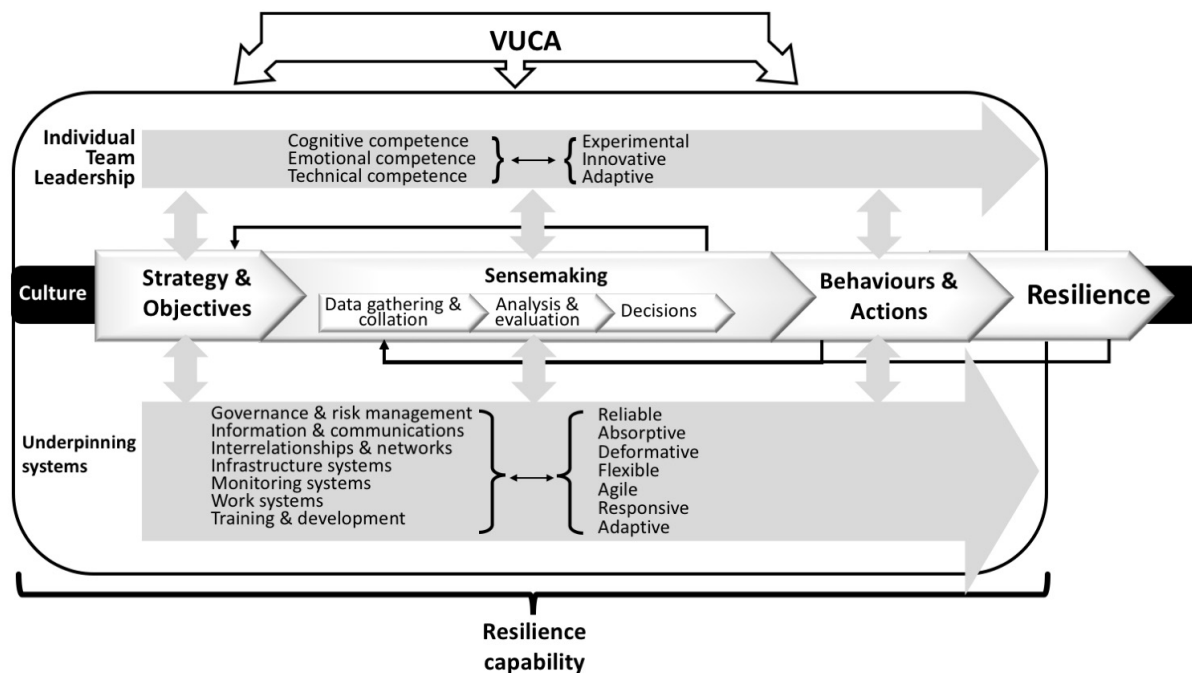 VUCA
Individual
Team
Leadership
Cognitive competence
Emotional competence
Technical competence
Experimental
Innovative
Adaptive
Culture
Strategy &
Objectives
Sensemaking
Data gathering &
collation
Analysis &
evaluation
Decisions
Behaviours &
Actions
Resilience
Underpinning
systems
Governance & risk management
Information & communications
Interrelationships & networks
Infrastructure systems
Monitoring systems
Work systems
Training & development
Reliable
Absorptive
Deformative
Flexible
Agile
Responsive
Adaptive
Resilience
capability